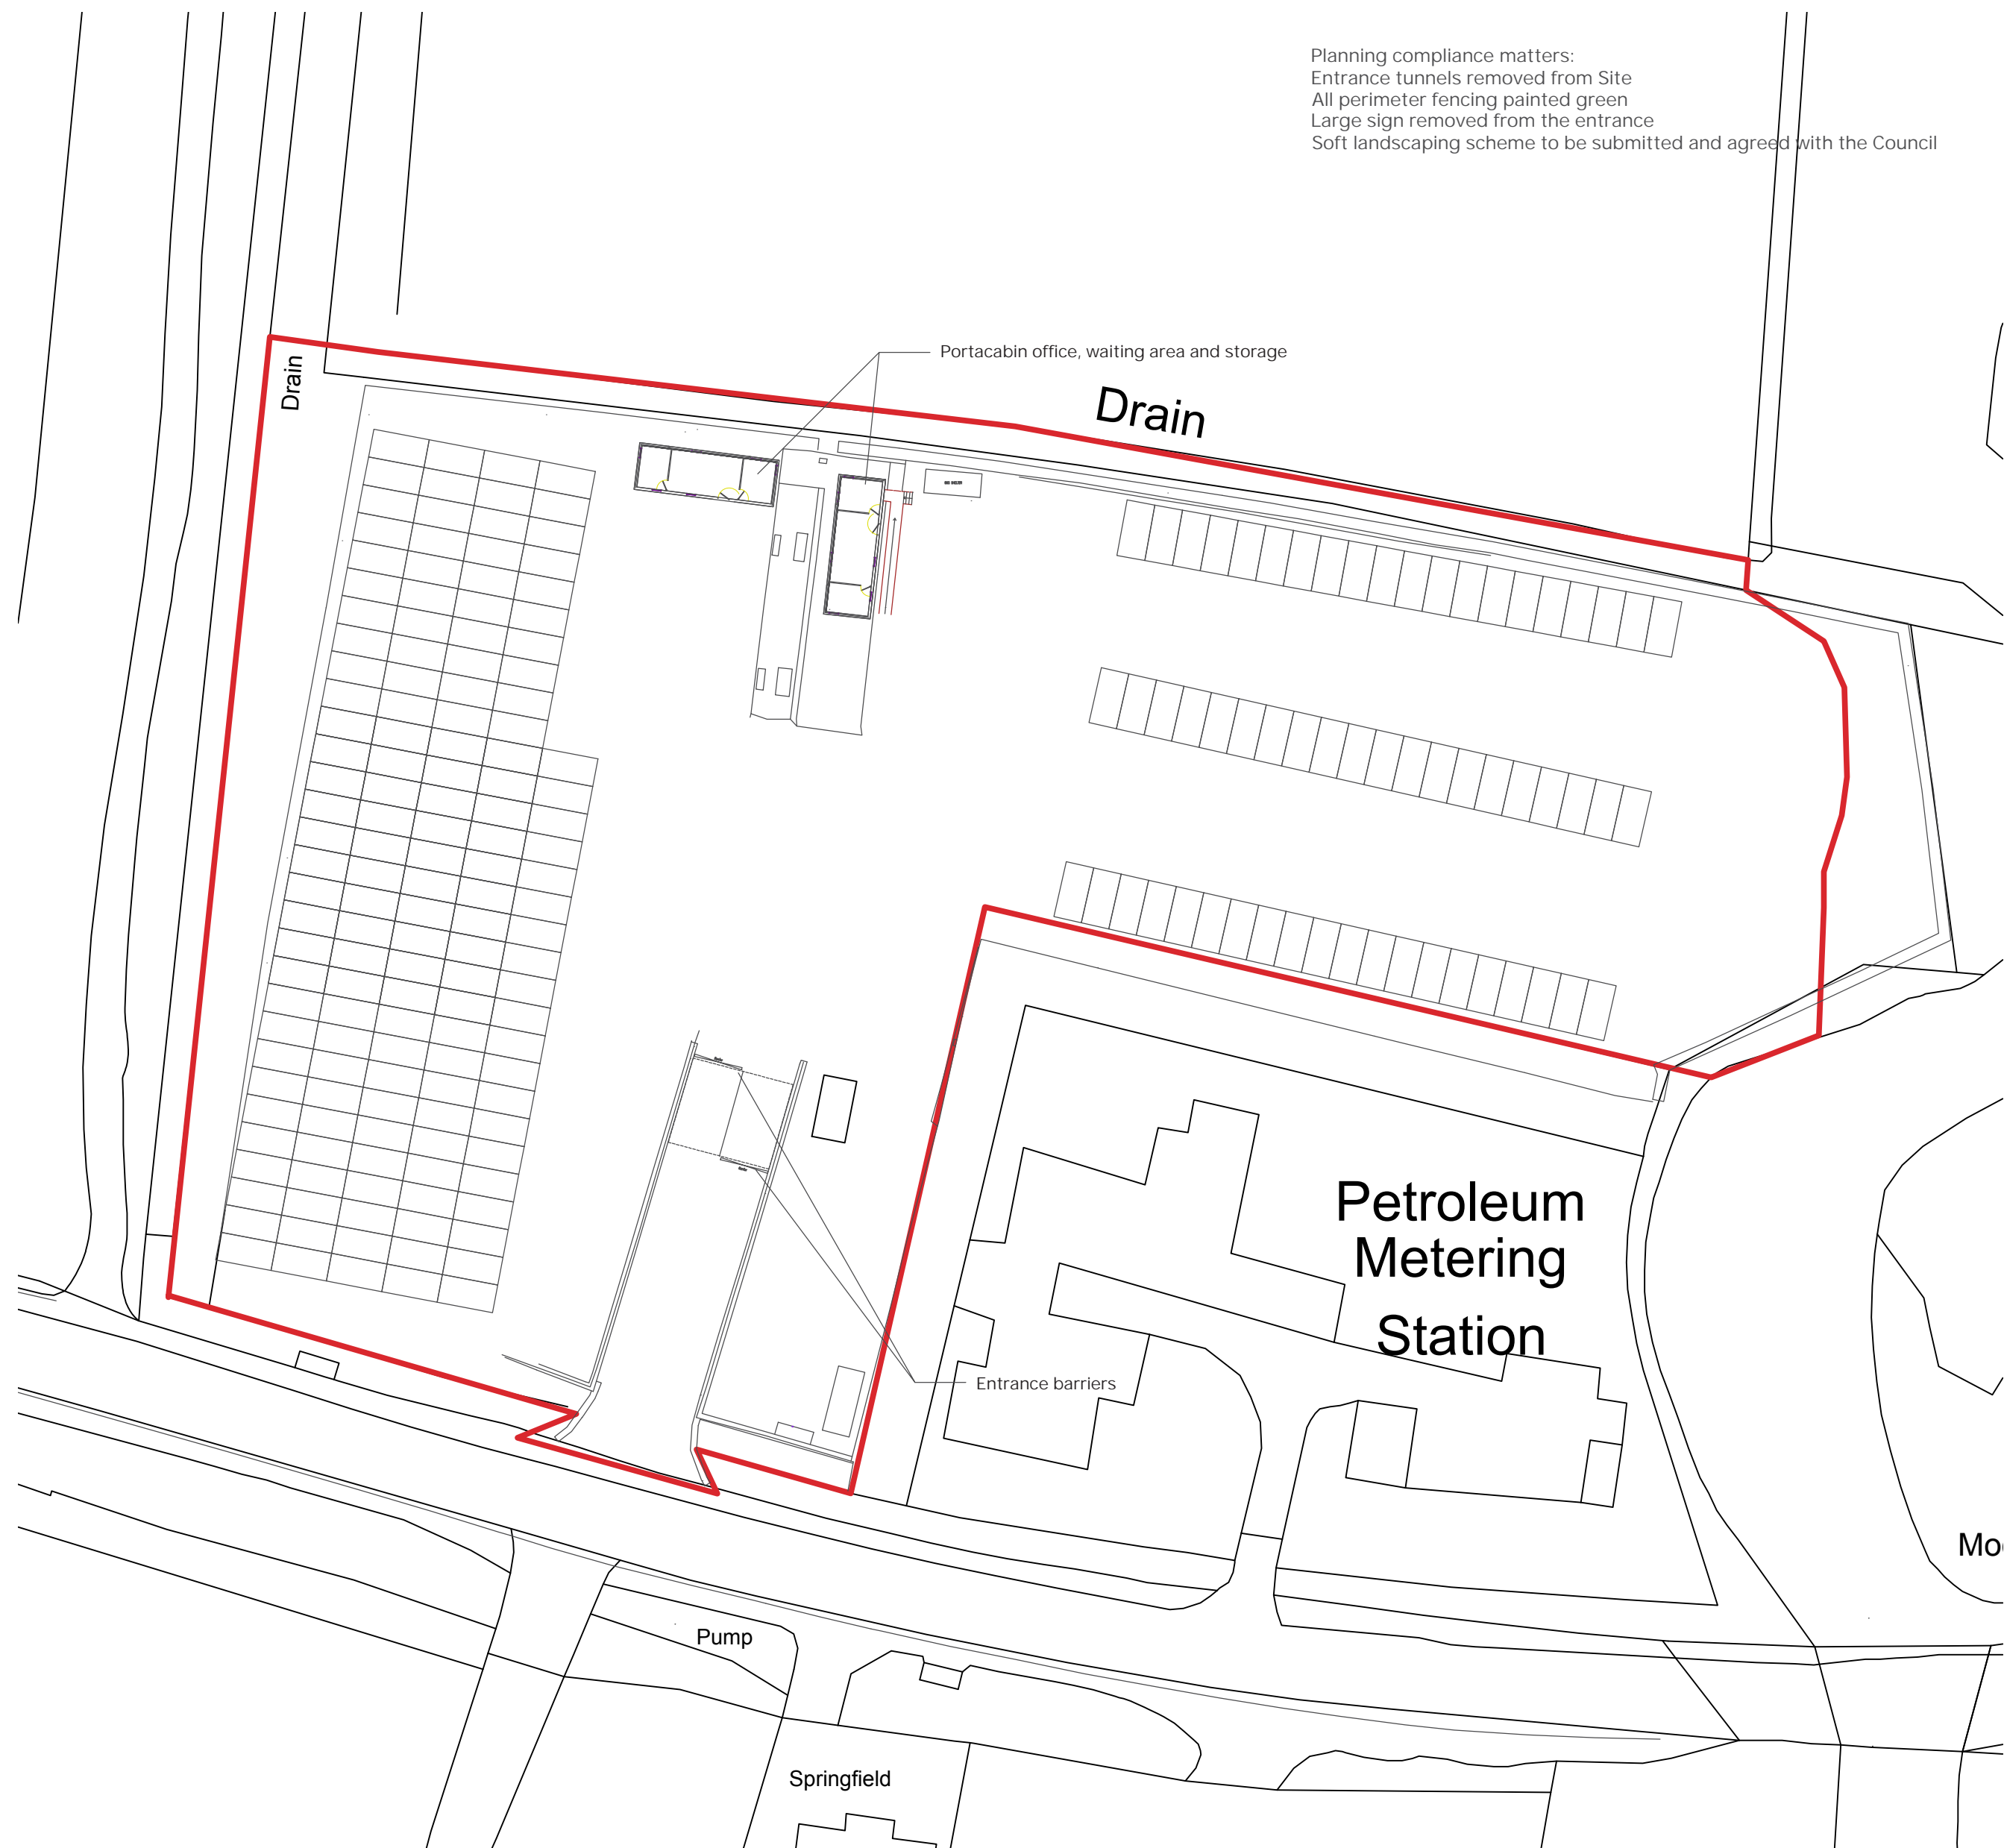 Planning compliance matters:
Entrance tunnels removed from Site
All perimeter fencing painted green
Large sign removed from the entrance
Soft landscaping scheme to be submitted and agreed with the Council
Portacabin office, waiting area and storage
Drain
Drain
Petroleum
Metering
Station
Entrance barriers
Pump
Springfield